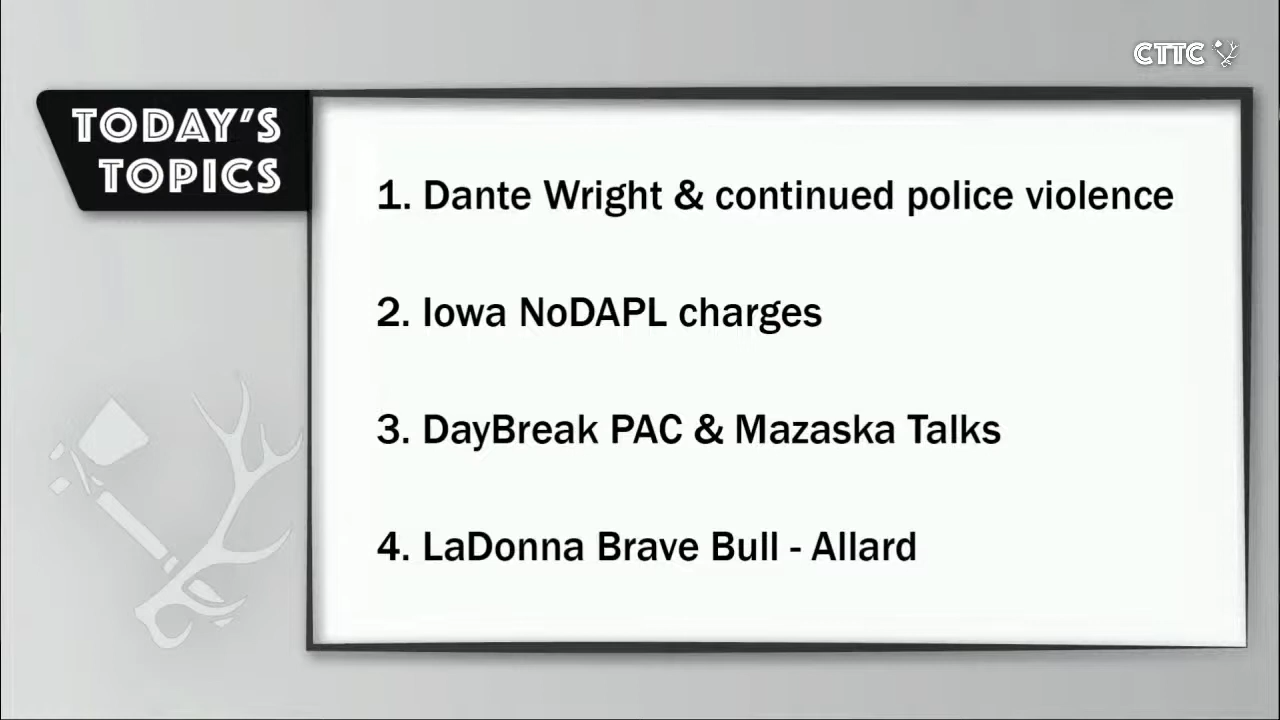 CTTC
TODAY'S
TOPICS
1. Dante Wright & continued police violence
2. Iowa NoDAPL charges
3. DayBreak PAC & Mazaska Talks
4. LaDonna Brave Bull - Allard